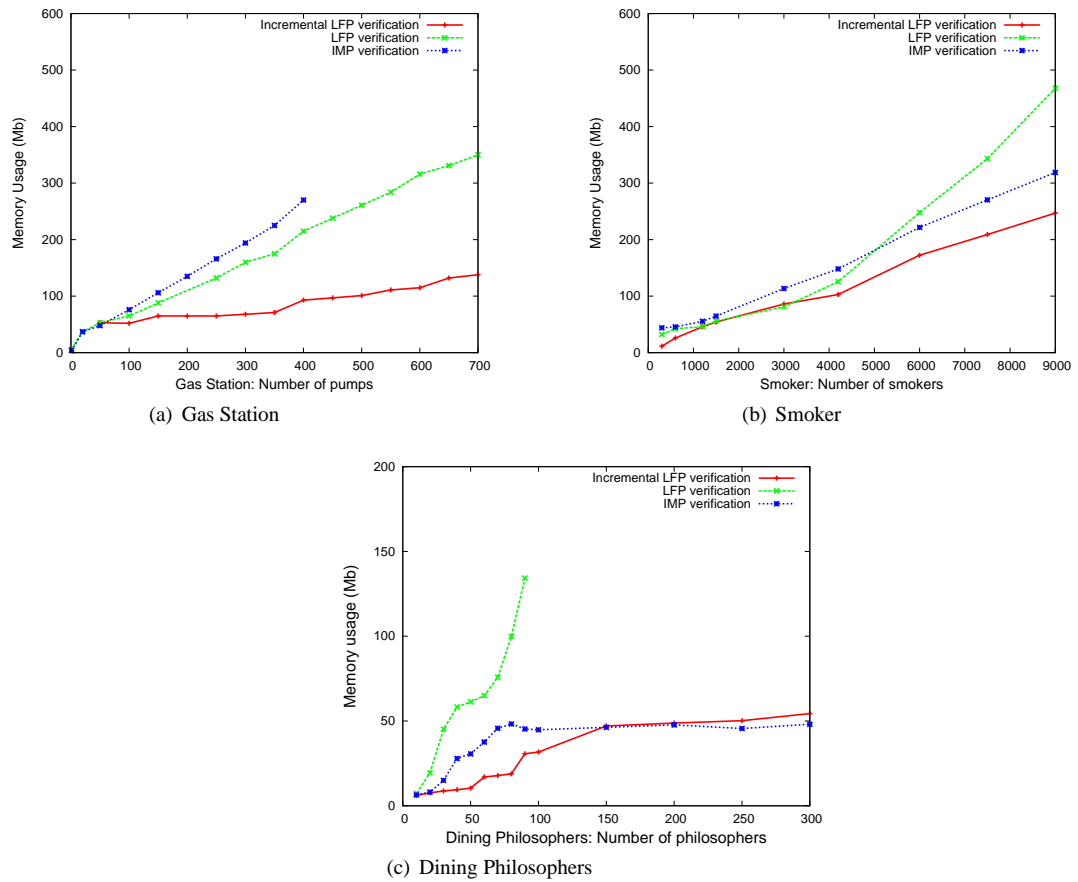 600
500
400
300
200
100
0
Memory Usage (Mb)
Incremental LFP verification
LFP verification
IMP verification
0 100 200 300 400 500 600 700
Gas Station: Number of pumps
(a) Gas Station
600
500
400
300
200
100
0
Memory Usage (Mb)
Incremental LFP verification
LFP verification
IMP verification
0 1000 2000 3000 4000 5000 6000 7000 8000 9000
Smoker: Number of smokers
(b) Smoker
200
150
100
50
0
Memory usage (Mb)
Incremental LFP verification
LFP verification
IMP verification
0 50 100 150 200 250 300
Dining Philosophers: Number of philosophers
(c) Dining Philosophers